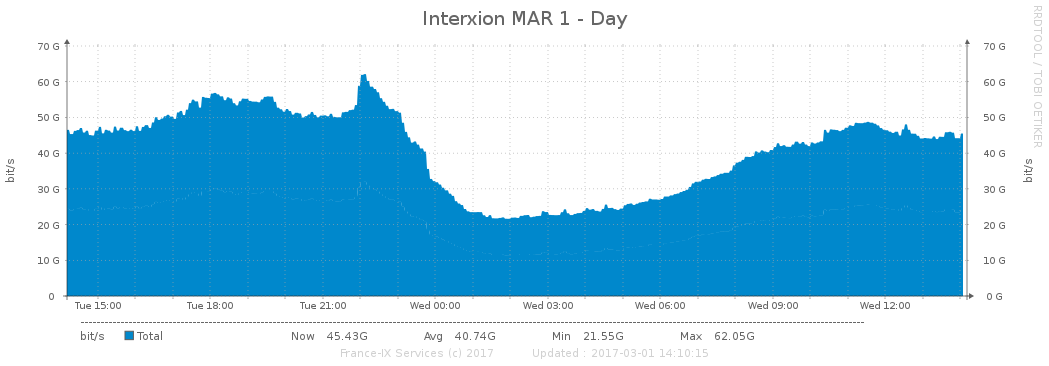 Interxion MAR 1 - Day
RRDTOOL / TOBI OETIKER
70 G 70 G
60 G 60 G
50 G 50 G
40 G 40 G
bit/s bit/s
30 G 30 G
20 G 20 G
10 G 10 G
0 0 G
Tue 15:00 Tue 18:00 Tue 21:00 Wed 00:00 Wed 03:00 Wed 06:00 Wed 09:00 Wed 12:00
bit/s Total Now 45.43G Avg 40.74G Min 21.55G Max 62.05G
France-IX Services (c) 2017 Updated : 2017-03-01 14:10:15